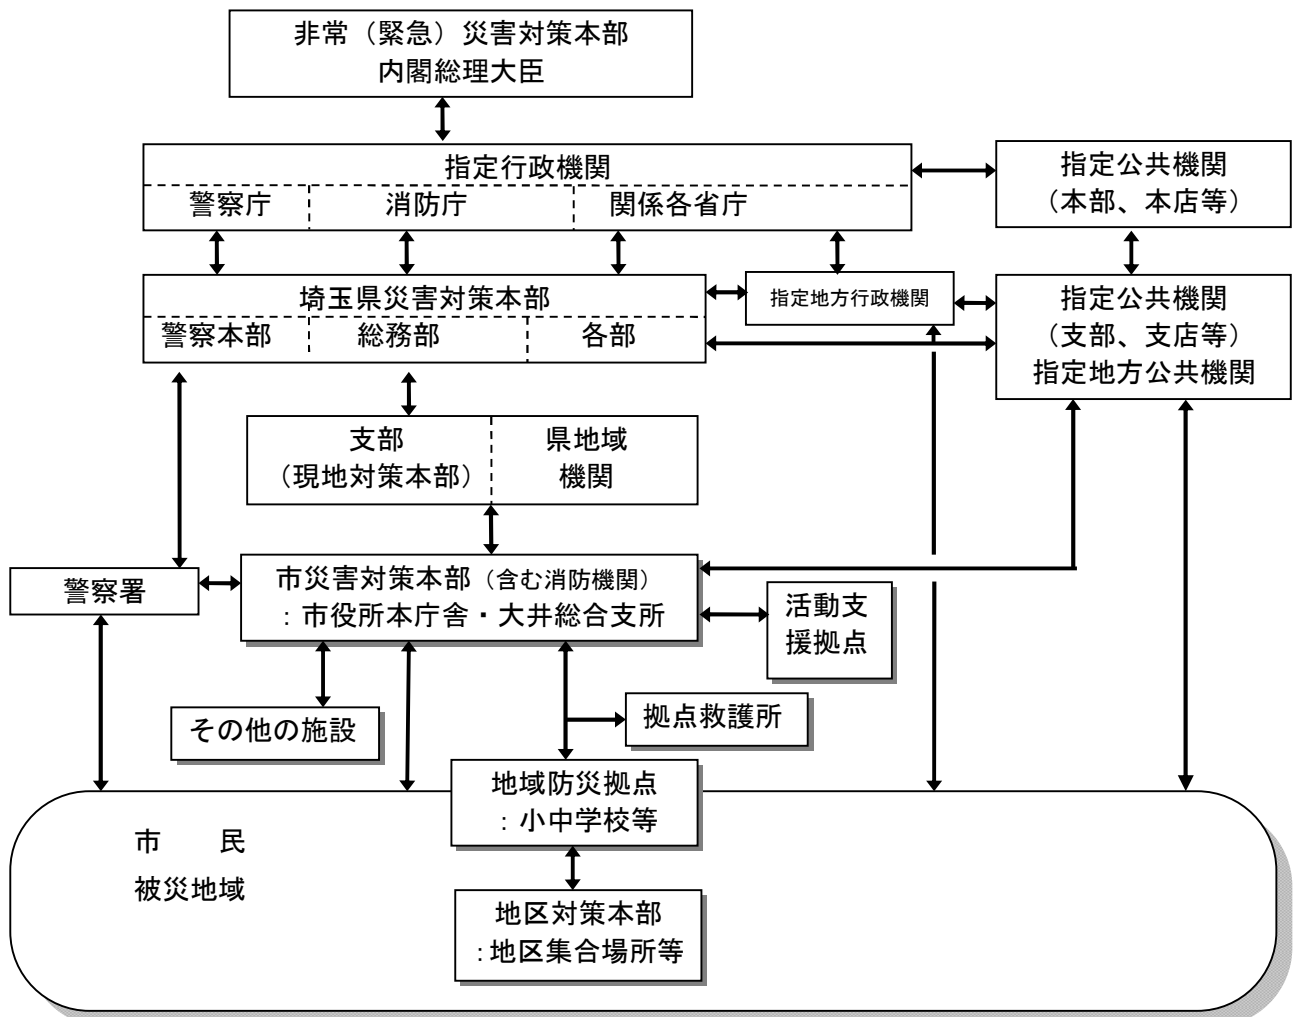 非常（緊急）災害対策本部
内閣総理大臣
指定行政機関
警察庁
消防庁
関係各省庁
指定公共機関
（本部、本店等）
埼玉県災害対策本部
警察本部
総務部
各部
指定地方行政機関
指定公共機関
（支部、支店等）
指定地方公共機関
支部
（現地対策本部）
県地域
機関
警察署
市災害対策本部（含む消防機関）
：市役所本庁舎・大井総合支所
活動支
援拠点
その他の施設
拠点救護所
地域防災拠点
：小中学校等
市　　民
被災地域
地区対策本部
：地区集合場所等